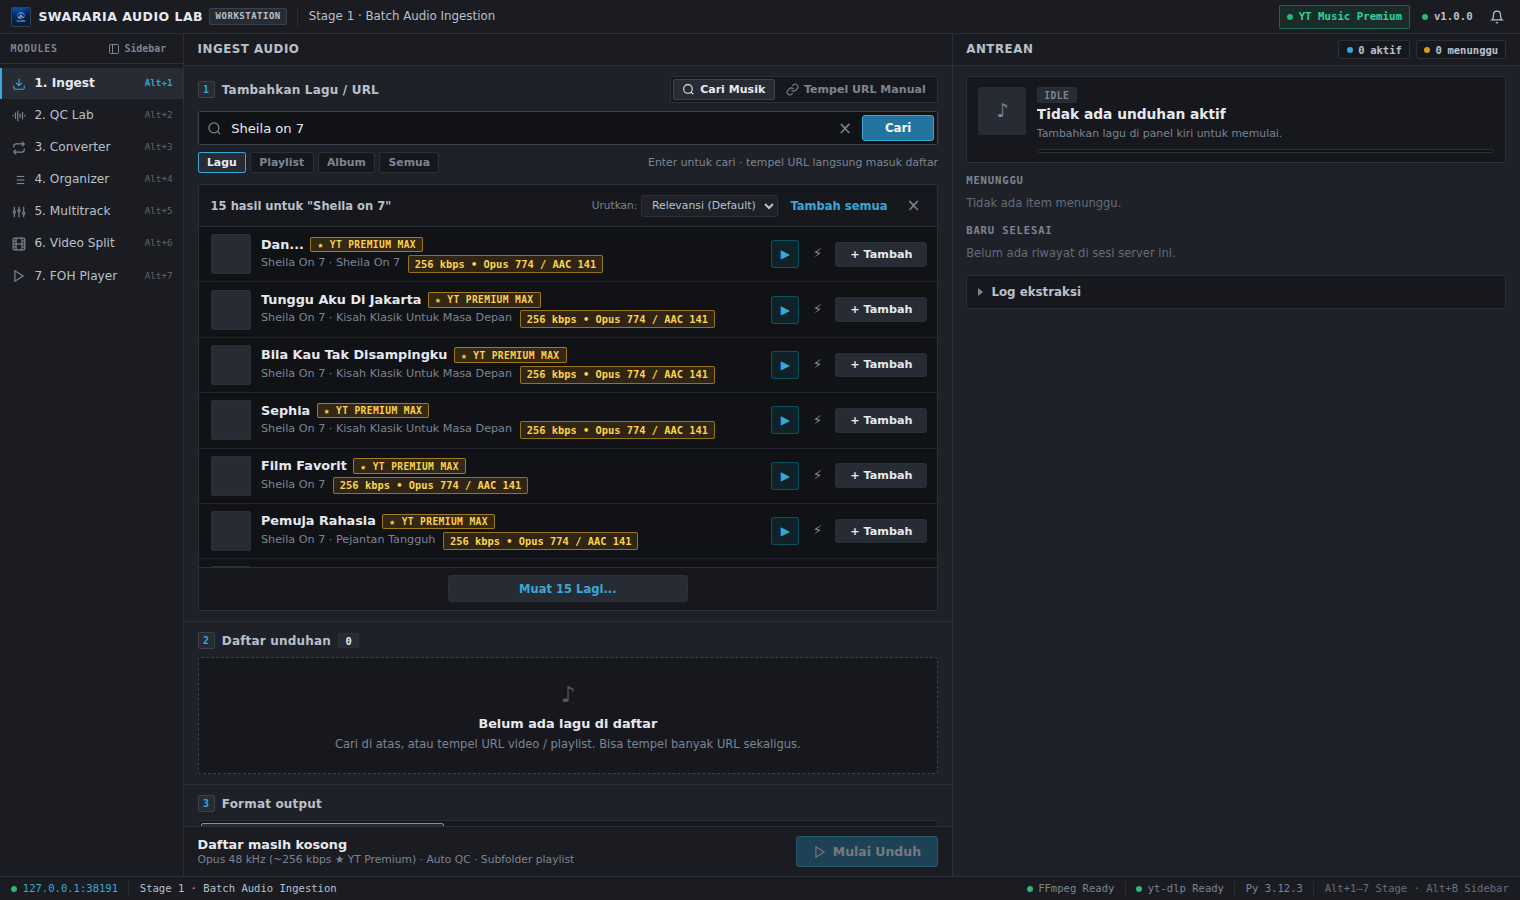 SWARARIA AUDIO LAB WORKSTATION Stage 1 · Batch Audio Ingestion YT Music Premium v1.0.0
MODULES Sidebar
1. Ingest Alt+1
2. QC Lab Alt+2
3. Converter Alt+3
4. Organizer Alt+4
5. Multitrack Alt+5
6. Video Split Alt+6
7. FOH Player Alt+7
INGEST AUDIO
1 Tambahkan Lagu / URL Cari Musik Tempel URL Manual
Sheila on 7 × Cari
Lagu Playlist Album Semua Enter untuk cari · tempel URL langsung masuk daftar
15 hasil untuk "Sheila on 7" Urutkan: Relevansi (Default) Tambah semua ×
Dan... ★ YT PREMIUM MAX
Sheila On 7 · Sheila On 7 256 kbps • Opus 774 / AAC 141
▶ ⚡ + Tambah
Tunggu Aku Di Jakarta ★ YT PREMIUM MAX
Sheila On 7 · Kisah Klasik Untuk Masa Depan 256 kbps • Opus 774 / AAC 141
▶ ⚡ + Tambah
Bila Kau Tak Disampingku ★ YT PREMIUM MAX
Sheila On 7 · Kisah Klasik Untuk Masa Depan 256 kbps • Opus 774 / AAC 141
▶ ⚡ + Tambah
Sephia ★ YT PREMIUM MAX
Sheila On 7 · Kisah Klasik Untuk Masa Depan 256 kbps • Opus 774 / AAC 141
▶ ⚡ + Tambah
Film Favorit ★ YT PREMIUM MAX
Sheila On 7 256 kbps • Opus 774 / AAC 141
▶ ⚡ + Tambah
Pemuja Rahasia ★ YT PREMIUM MAX
Sheila On 7 · Pejantan Tangguh 256 kbps • Opus 774 / AAC 141
▶ ⚡ + Tambah
Muat 15 Lagi...
2 Daftar unduhan 0
♪
Belum ada lagu di daftar
Cari di atas, atau tempel URL video / playlist. Bisa tempel banyak URL sekaligus.
3 Format output
Daftar masih kosong
Opus 48 kHz (~256 kbps ★ YT Premium) · Auto QC · Subfolder playlist
Mulai Unduh
ANTREAN 0 aktif 0 menunggu
♪
IDLE
Tidak ada unduhan aktif
Tambahkan lagu di panel kiri untuk memulai.
MENUNGGU
Tidak ada item menunggu.
BARU SELESAI
Belum ada riwayat di sesi server ini.
Log ekstraksi
127.0.0.1:38191 Stage 1 · Batch Audio Ingestion FFmpeg Ready yt-dlp Ready Py 3.12.3 Alt+1–7 Stage · Alt+B Sidebar